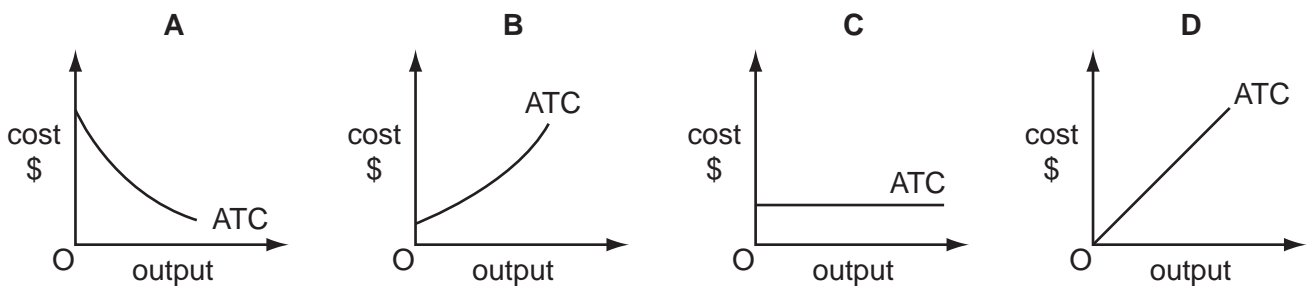 A
cost
$
ATC
O
output
B
cost
$
ATC
O
output
C
cost
$
ATC
O
output
D
cost
$
ATC
O
output